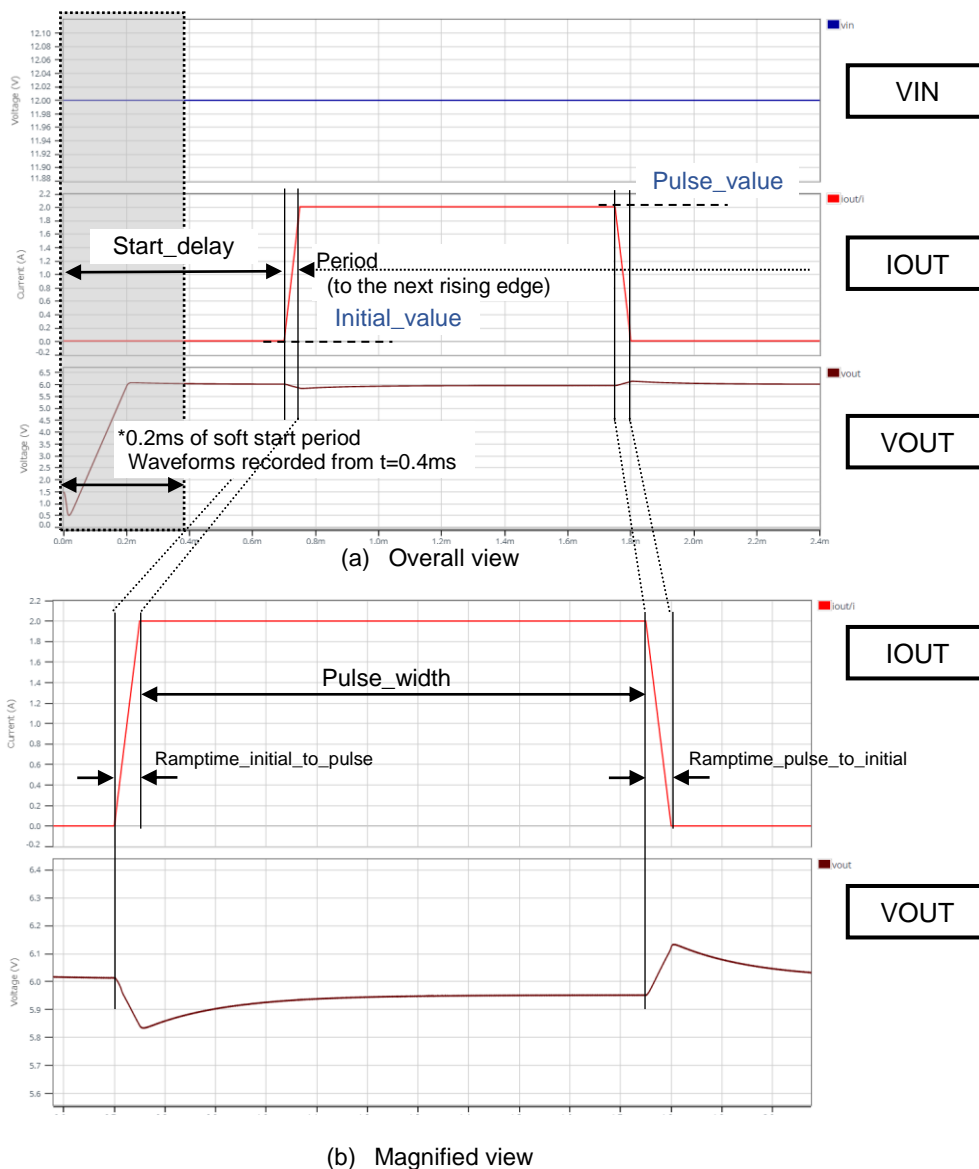 vin
12.10
12.08
12.06
12.04
12.02
12.00
11.98
11.96
11.94
11.92
11.90
11.88
Voltage (V)
VIN
Pulse_value
iout/i
2.2
2.0
1.8
1.6
1.4
1.2
1.0
0.8
0.6
0.4
0.2
0.0
-0.2
Current (A)
Start_delay
Period
(to the next rising edge)
Initial_value
IOUT
vout
6.5
6.0
5.5
5.0
4.5
4.0
3.5
3.0
2.5
2.0
1.5
1.0
0.5
0.0
Voltage (V)
*0.2ms of soft start period
Waveforms recorded from t=0.4ms
VOUT
0.0m 0.2m 0.4m 0.6m 0.8m 1.0m 1.2m 1.4m 1.6m 1.8m 2.0m 2.2m 2.4m
(a) Overall view
iout/i
2.2
2.0
1.8
1.6
1.4
1.2
1.0
0.8
0.6
0.4
0.2
0.0
-0.2
Current (A)
IOUT
Pulse_width
Ramptime_initial_to_pulse
Ramptime_pulse_to_initial
vout
6.4
6.3
6.2
6.1
6.0
5.9
5.8
5.7
5.6
Voltage (V)
VOUT
(b) Magnified view